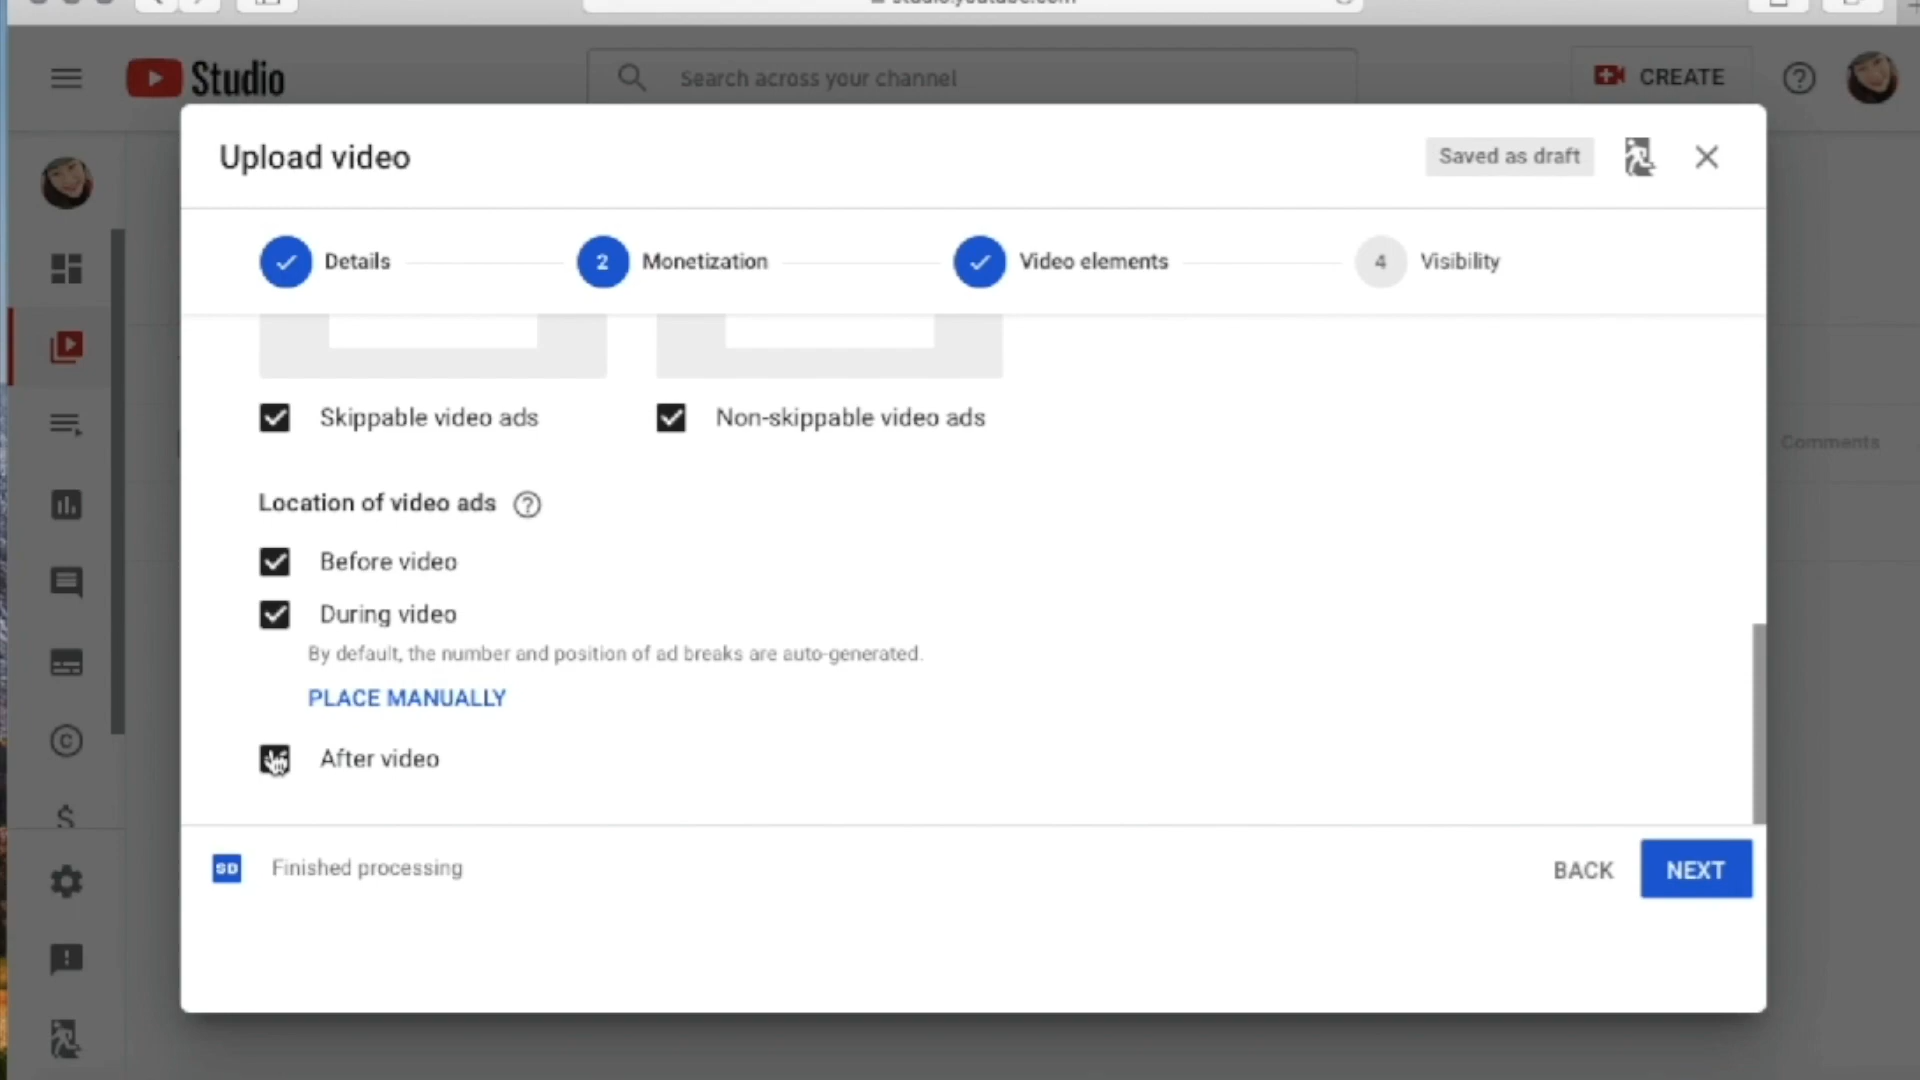 Studio
Search across your channel
CREATE
Upload video
Saved as draft
Details
2
Monetization
Video elements
4
Visibility
Skippable video ads
Non-skippable video ads
Comments
Location of video ads
Before video
During video
By default, the number and position of ad breaks are auto-generated.
PLACE MANUALLY
After video
SD
Finished processing
BACK
NEXT